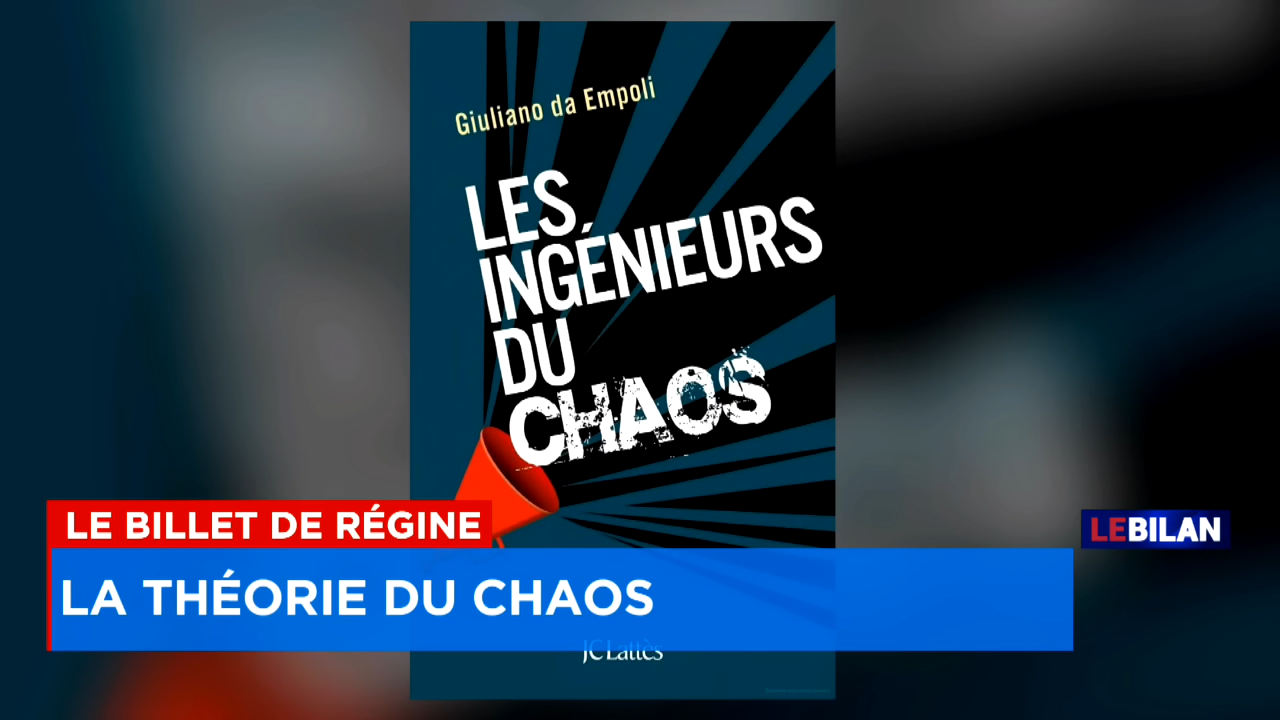 Giuliano da Empoli
LES
INGÉNIEURS
DU
CHAOS
LE BILLET DE RÉGINE
LEBILAN
LA THÉORIE DU CHAOS
JC Lattès